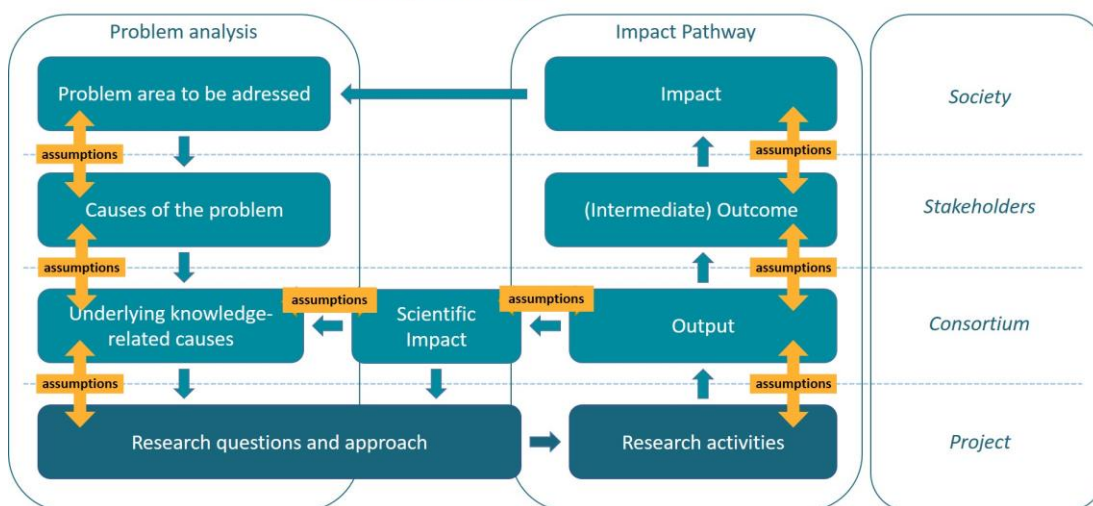 Problem analysis
Impact Pathway
Problem area to be adressed
Impact
Society
assumptions
assumptions
Causes of the problem
(Intermediate) Outcome
Stakeholders
assumptions
assumptions
assumptions
assumptions
Underlying knowledge-
related causes
Scientific
Impact
Output
Consortium
assumptions
assumptions
Research questions and approach
Research activities
Project